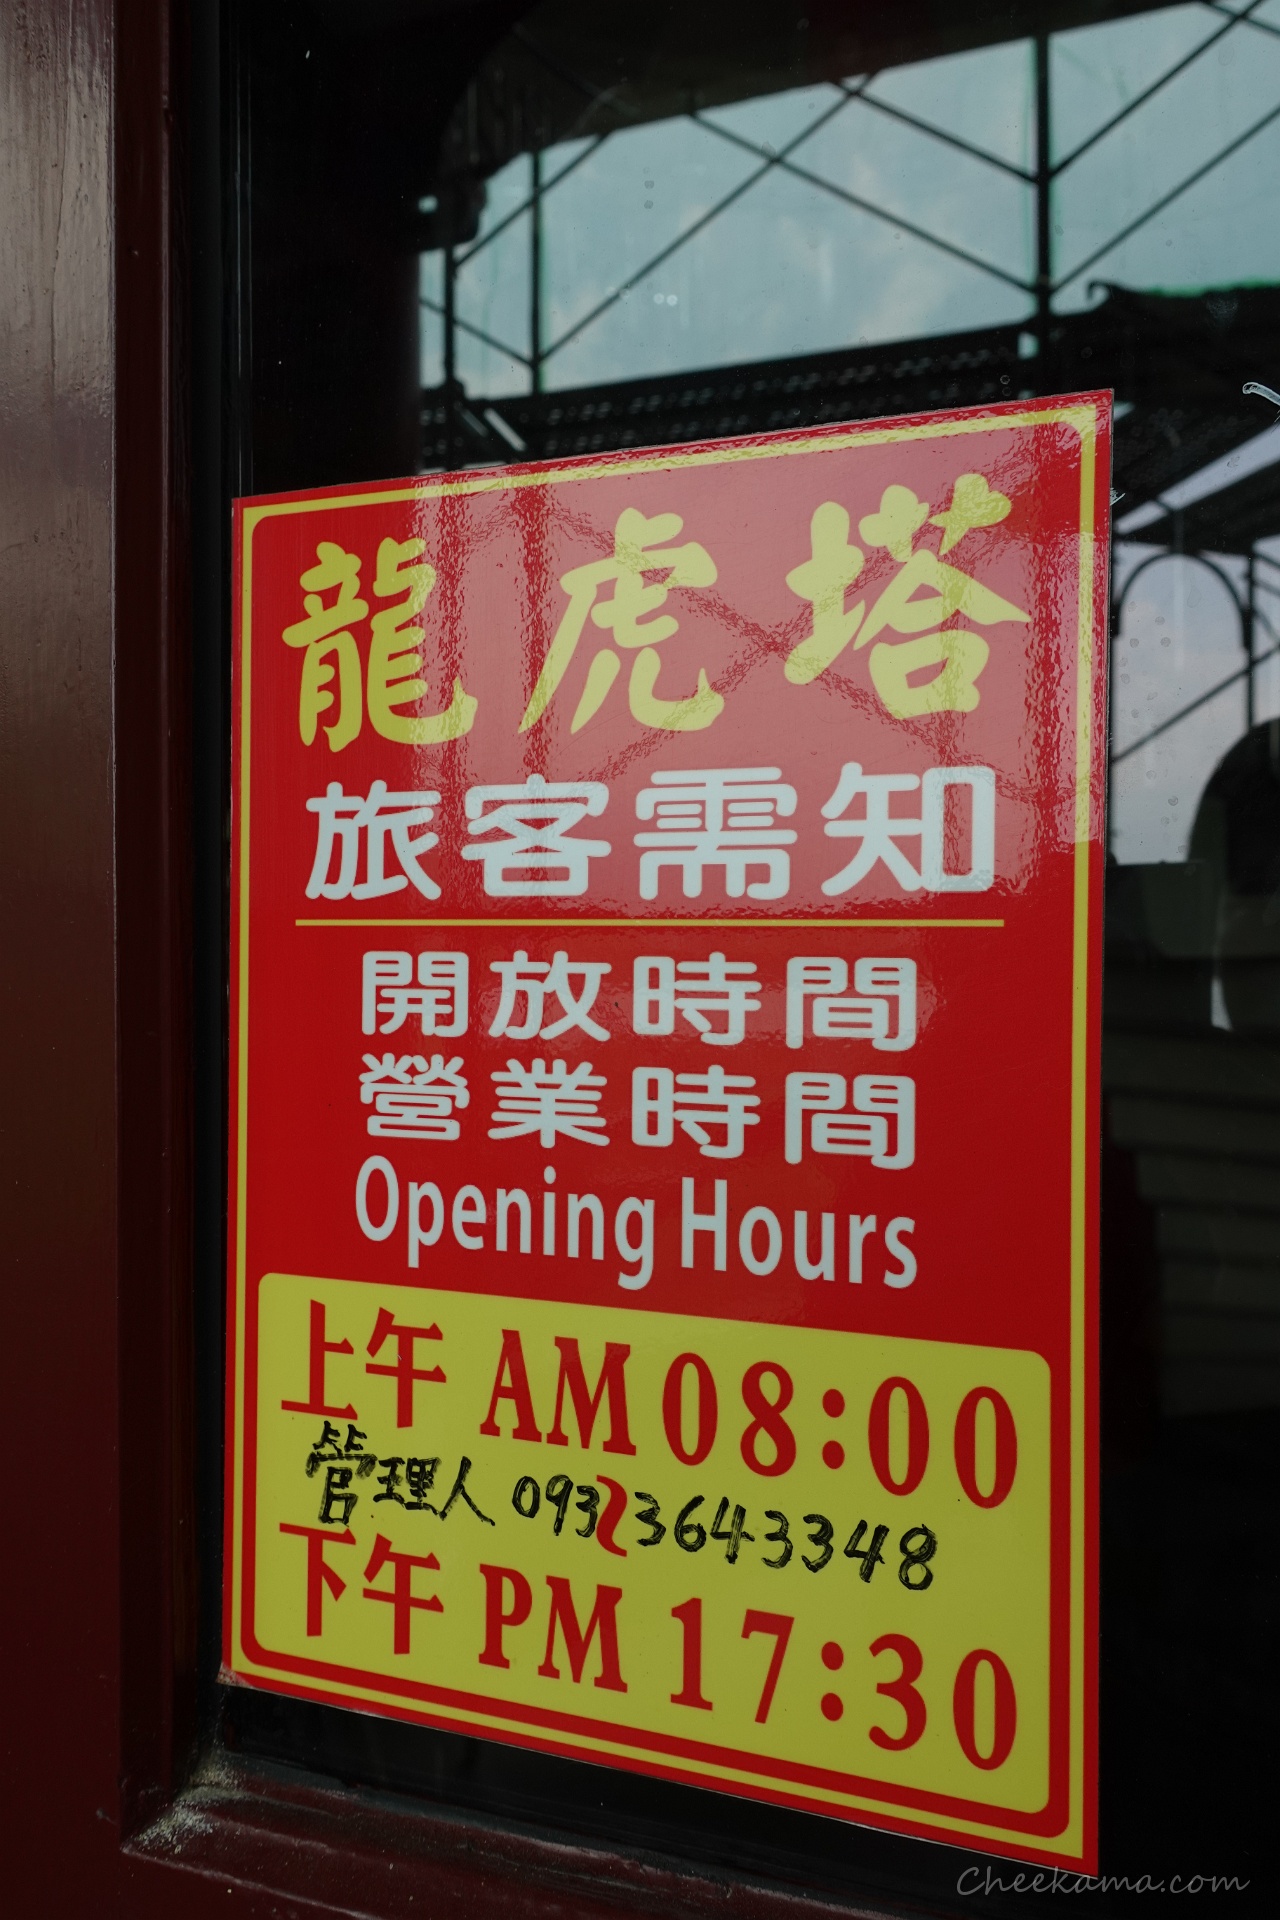 龍虎塔
旅客需知
開放時間
營業時間
Opening Hours
上午 AM 08:00
管理人 0933643348
~
下午 PM 17:30
Cheekama.com